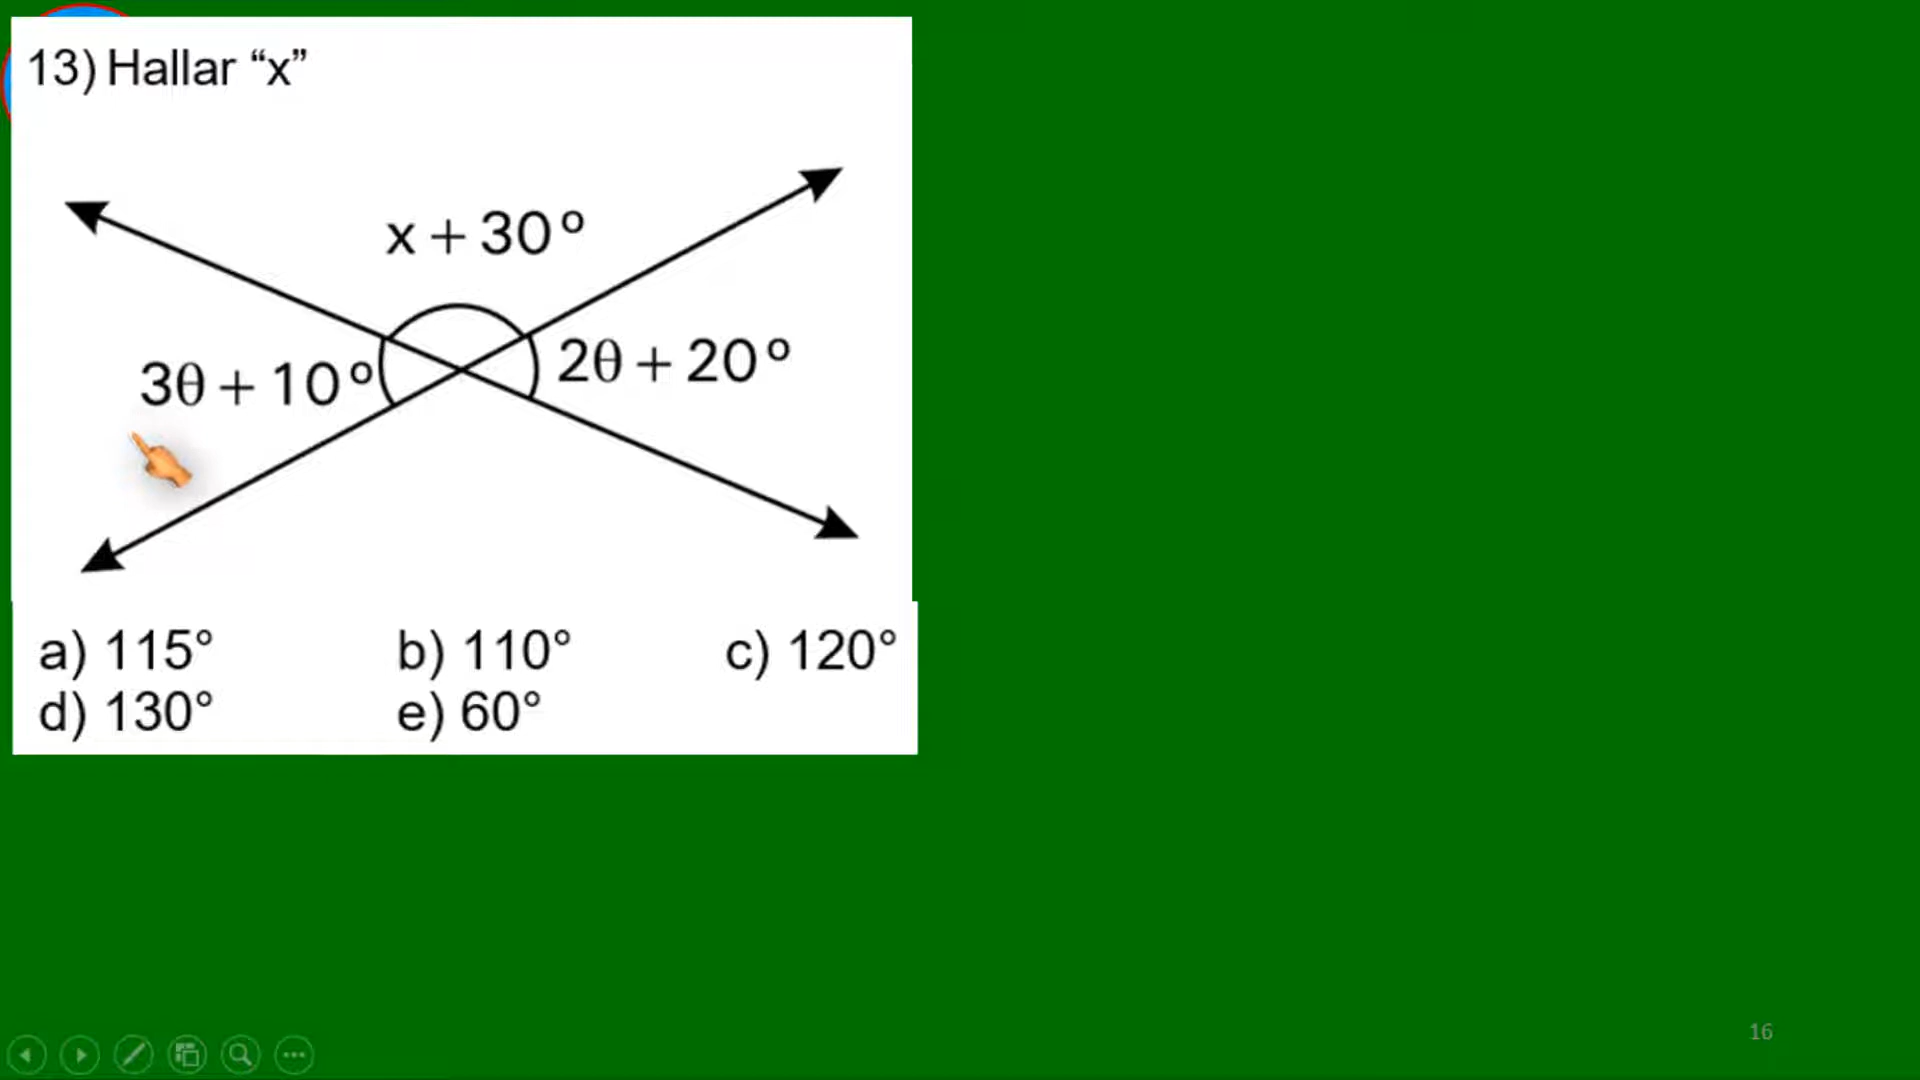 13) Hallar “x”
x + 30°
3θ + 10°
2θ + 20°
a) 115° b) 110° c) 120°
d) 130° e) 60°
16